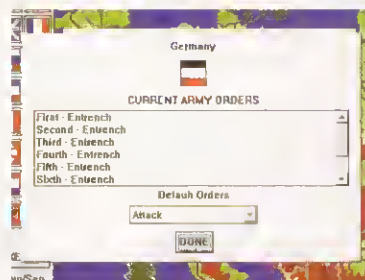 Germany
CURRENT ARMY ORDERS
First - Entrench
Second - Entrench
Third - Entrench
Fourth - Entrench
Fifth - Entrench
Sixth - Entrench
Default Orders
Attack
DONE